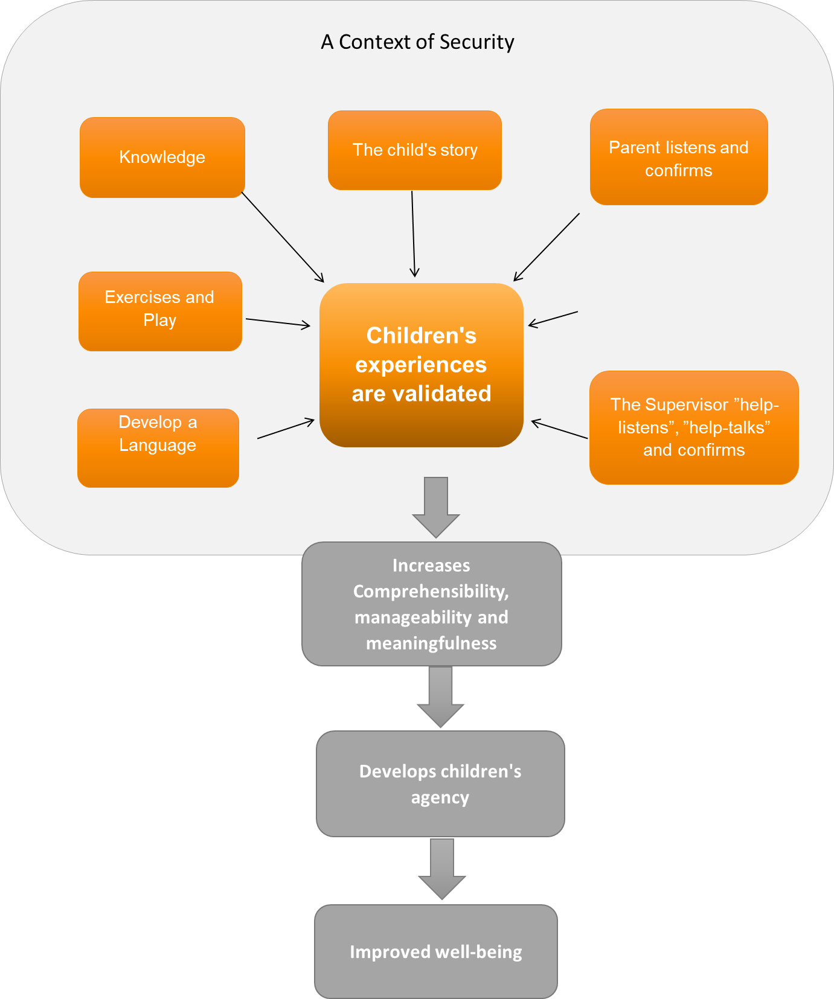 A Context of Security
Knowledge
The child's story
Parent listens and
confirms
Exercises and
Play
Children's
experiences
are validated
Develop a
Language
The Supervisor ”help-
listens”, ”help-talks”
and confirms
Increases
Comprehensibility,
manageability and
meaningfulness
Develops children's
agency
Improved well-being